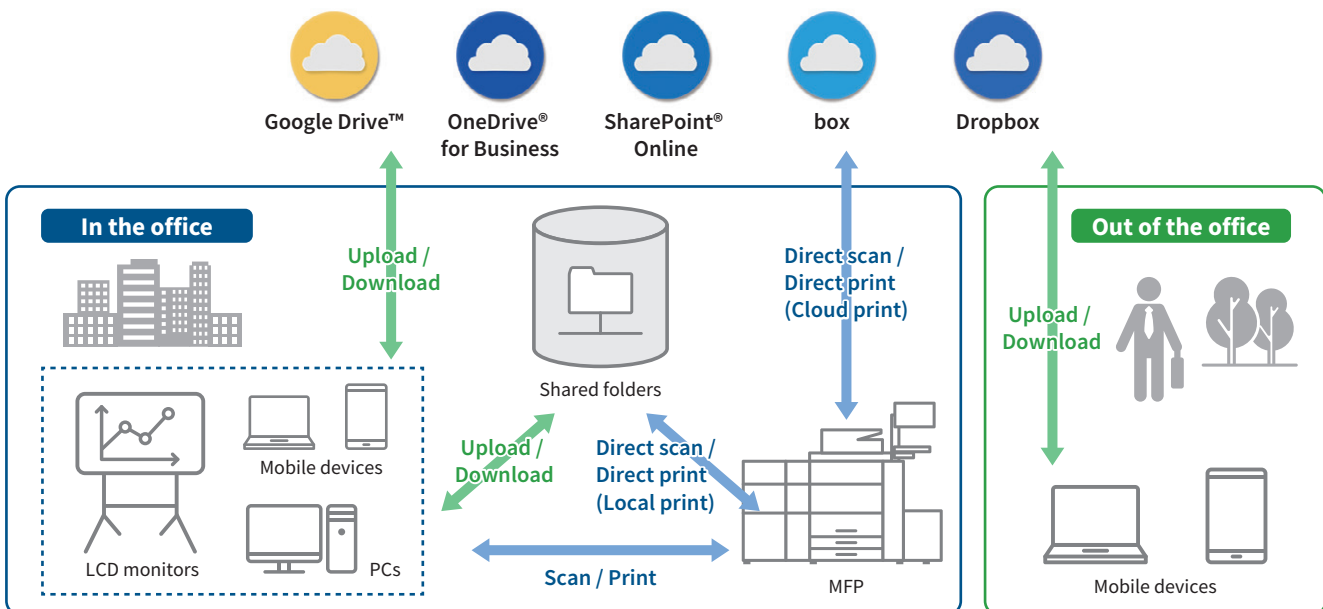 Google Drive™
OneDrive®
for Business
SharePoint®
Online
box
Dropbox
In the office
Upload /
Download
Shared folders
Direct scan /
Direct print
(Cloud print)
Mobile devices
LCD monitors
PCs
Upload /
Download
Direct scan /
Direct print
(Local print)
Scan / Print
MFP
Out of the office
Upload /
Download
Mobile devices